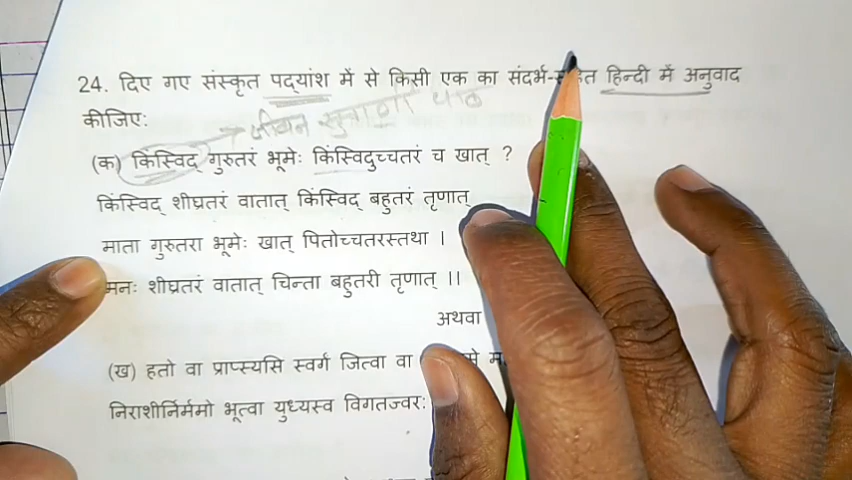 24. दिए गए संस्कृत पद्यांश में से किसी एक का संदर्भ- हिन्दी में अनुवाद
कीजिए:
जीवन सूत्राणि पाठ
(क) किंस्विद् गुरुतरं भूमेः किंस्विदुच्चतरं च खात् ?
किंस्विद् शीघ्रतरं वातात् किंस्विद् बहुतरं तृणात्
माता गुरुतरा भूमेः खात् पितोच्चतरस्तथा ।
मनः शीघ्रतरं वातात् चिन्ता बहुतरी तृणात् ।।
अथवा
(ख) हतो वा प्राप्स्यसि स्वर्ग जित्वा वा
निराशीर्निर्ममो भूत्वा युध्यस्व विगतज्वरः